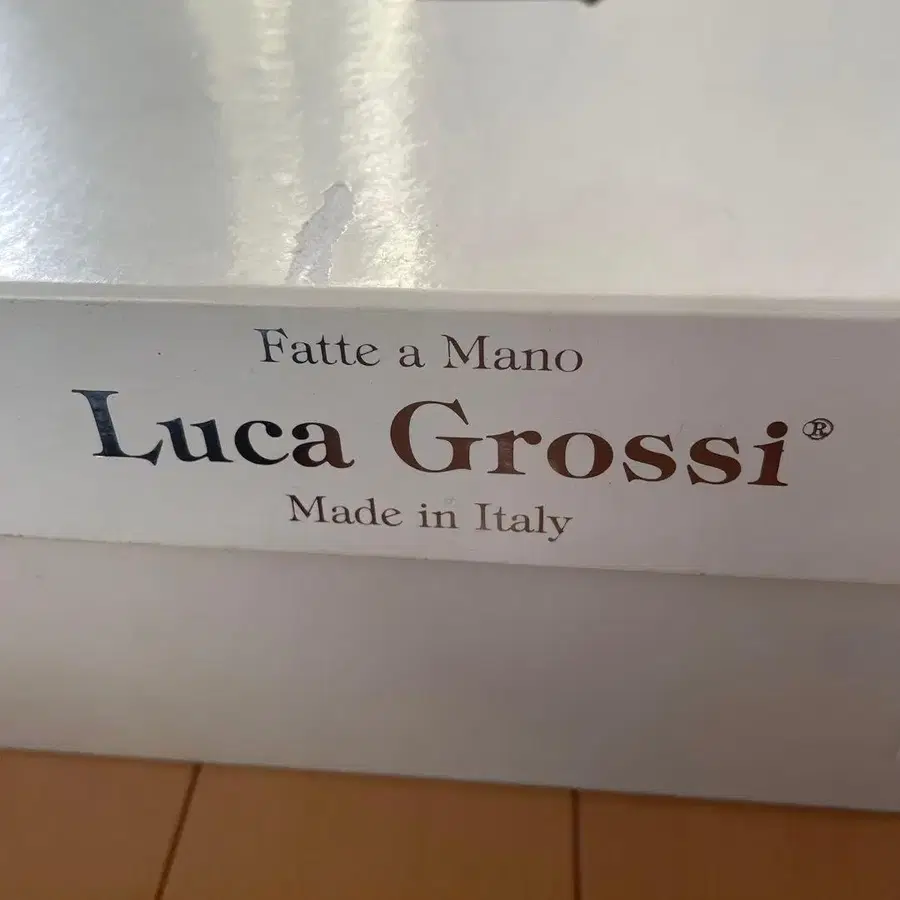 Fatte a Mano
Luca Grossi®
Made in Italy